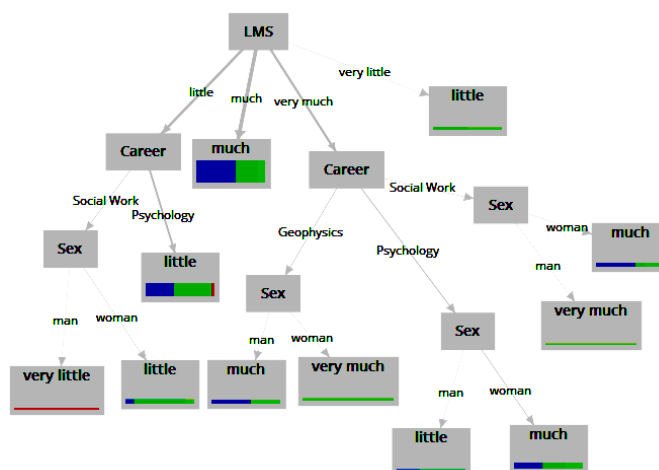 LMS
very little
little
much
very much
little
Career
much
Career
Social Work
Sex
woman
much
man
very much
Social Work
Psychology
Sex
little
Geophysics
Psychology
Sex
Sex
man
woman
man
woman
man
woman
very little
little
much
very much
little
much